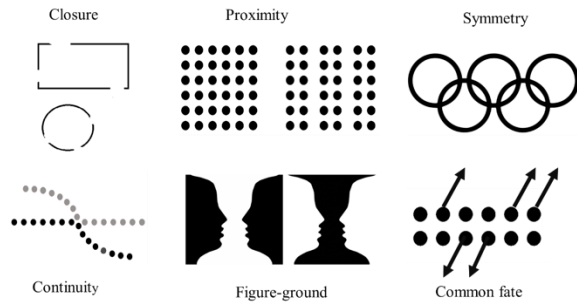 Closure
Proximity
Symmetry
Continuity
Figure-ground
Common fate